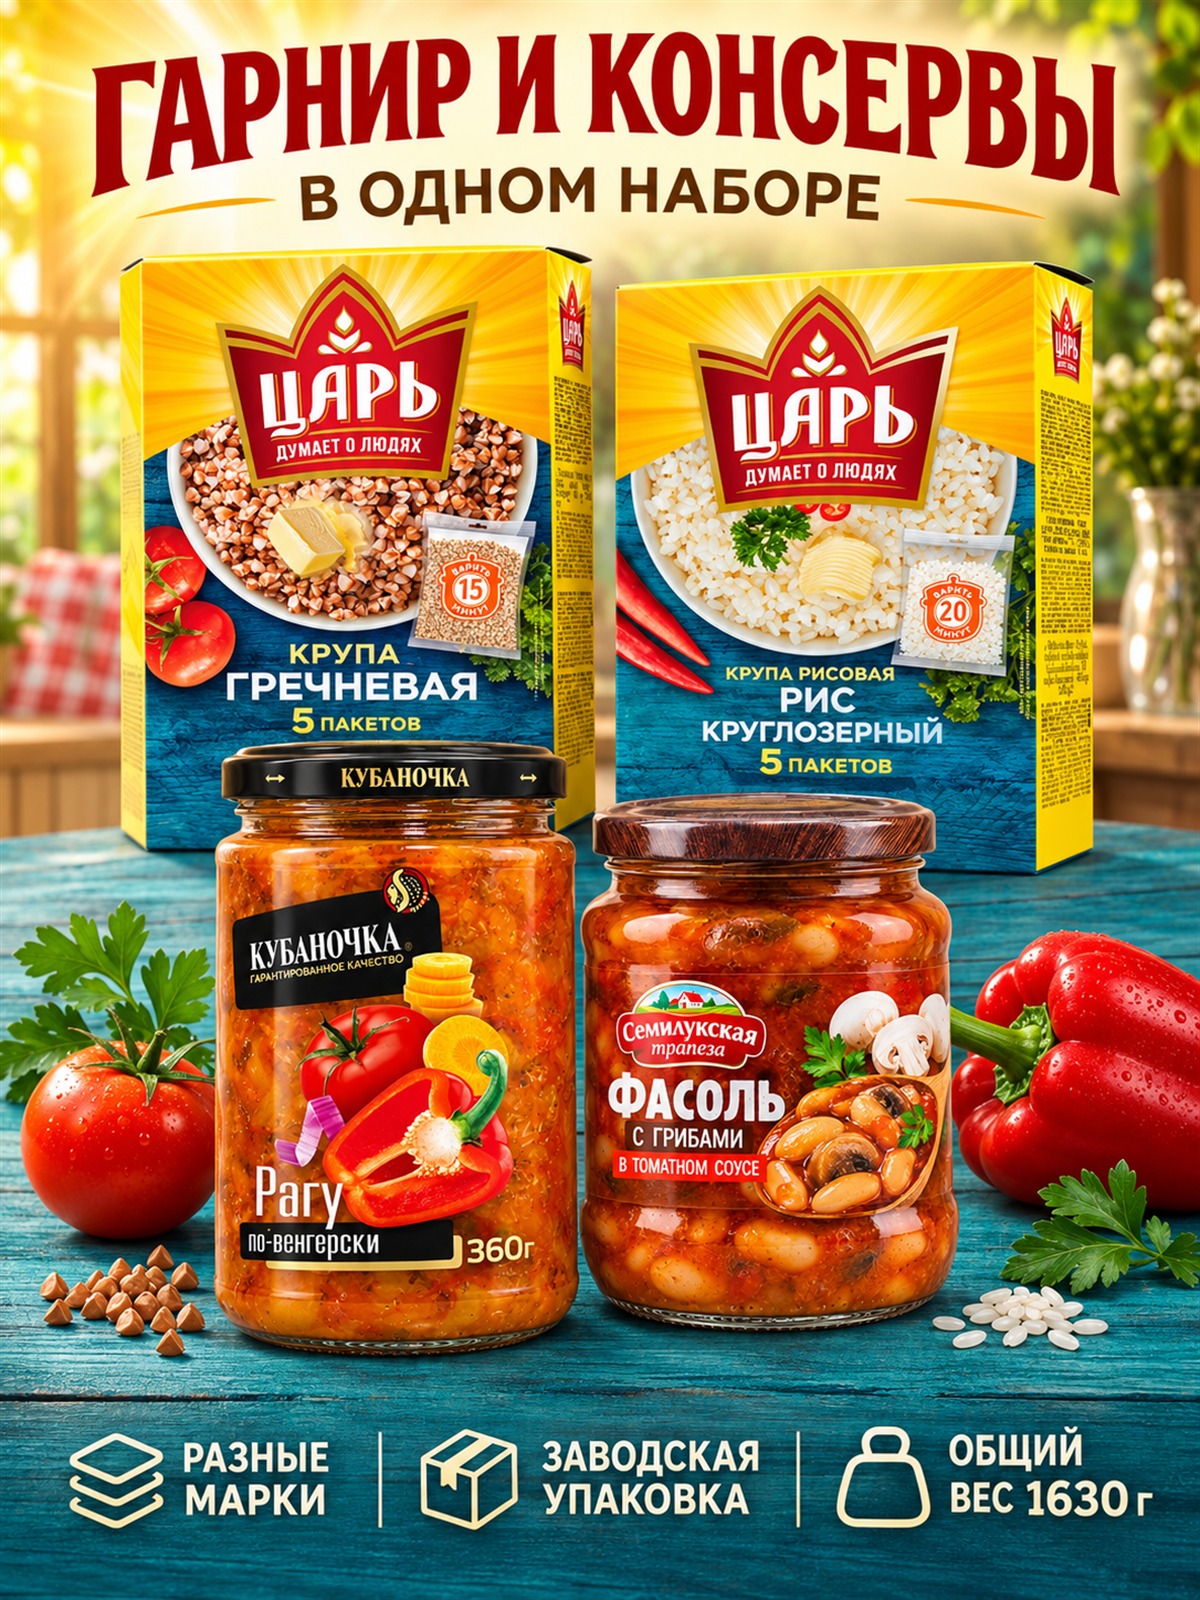 ГАРНИР И КОНСЕРВЫ
В ОДНОМ НАБОРЕ
ЦАРЬ
ДУМАЕТ О ЛЮДЯХ
ВАРИТЬ
15
МИНУТ
КРУПА
ГРЕЧНЕВАЯ
5 ПАКЕТОВ
ЦАРЬ
ЦАРЬ
ДУМАЕТ О ЛЮДЯХ
ВАРИТЬ
20
МИНУТ
КРУПА РИСОВАЯ
РИС
КРУГЛОЗЕРНЫЙ
5 ПАКЕТОВ
ЦАРЬ
КУБАНОЧКА
КУБАНОЧКА®
ГАРАНТИРОВАННОЕ КАЧЕСТВО
Рагу
по-венгерски
360г
Семилукская
трапеза
ФАСОЛЬ
С ГРИБАМИ
В ТОМАТНОМ СОУСЕ
РАЗНЫЕ
МАРКИ
ЗАВОДСКАЯ
УПАКОВКА
ОБЩИЙ
ВЕС 1630 г